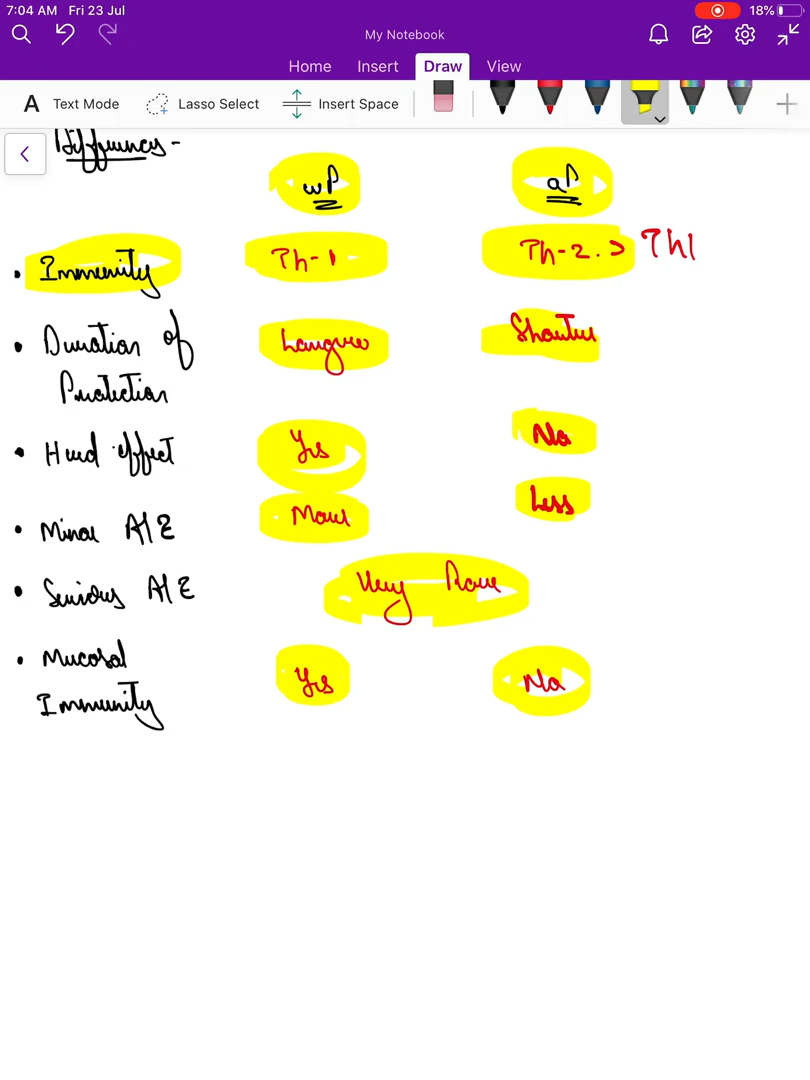 7:04 AM Fri 23 Jul 18%
My Notebook
Home Insert Draw View
A Text Mode Lasso Select Insert Space
Differences -
wP aP
• Immunity Th-1 Th-2 . > Th1
• Duration of Protection Longer Shorter
• Herd effect Yes No
• Minor A/E More Less
• Serious A/E Very Rare
• Mucosal Immunity Yes No